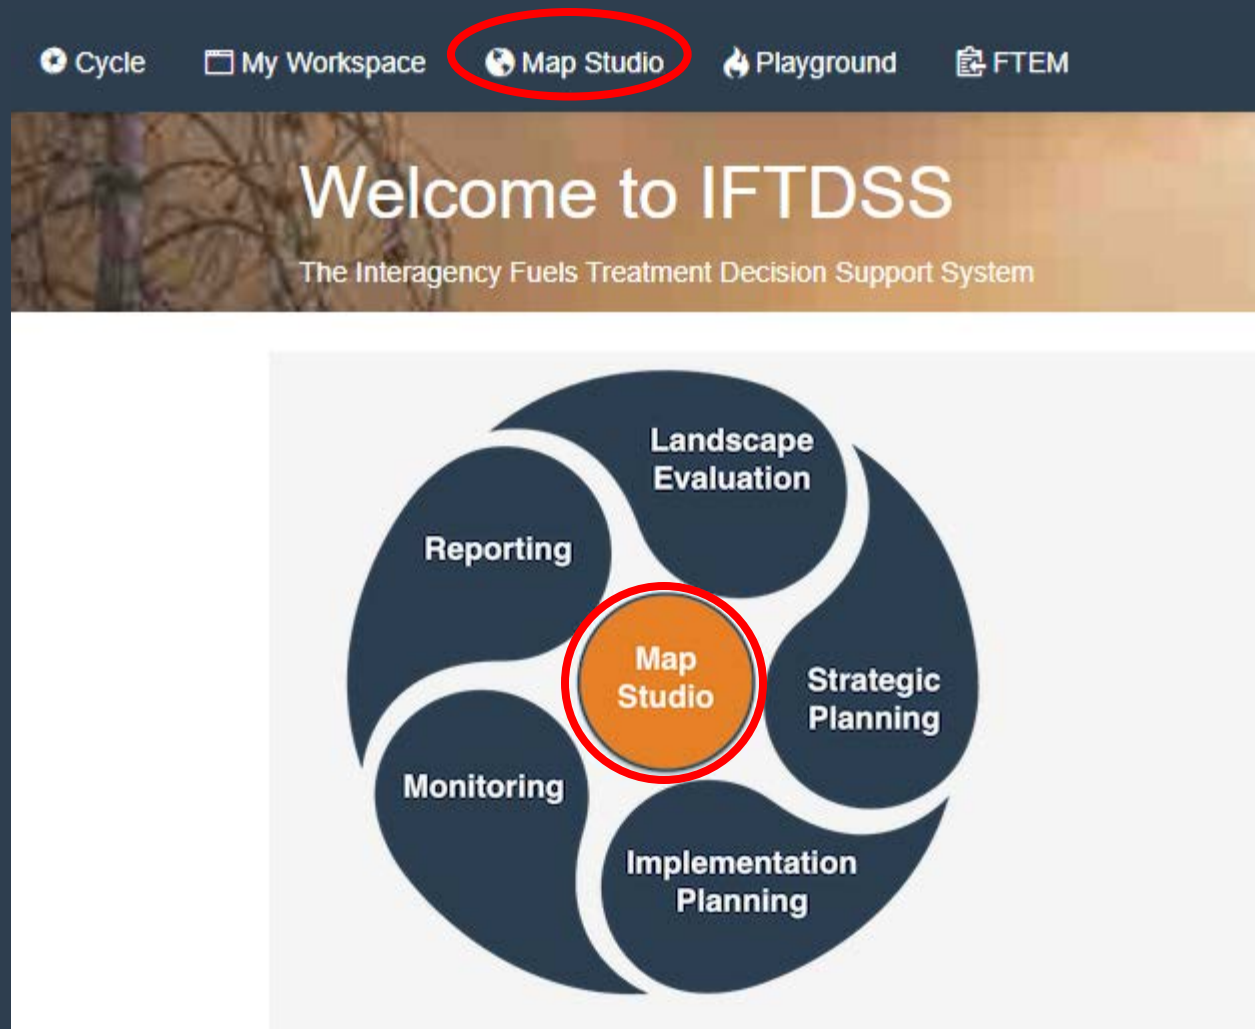 Cycle My Workspace Map Studio Playground FTEM
Welcome to IFTDSS
The Interagency Fuels Treatment Decision Support System
Landscape
Evaluation
Reporting
Map
Studio
Strategic
Planning
Monitoring
Implementation
Planning